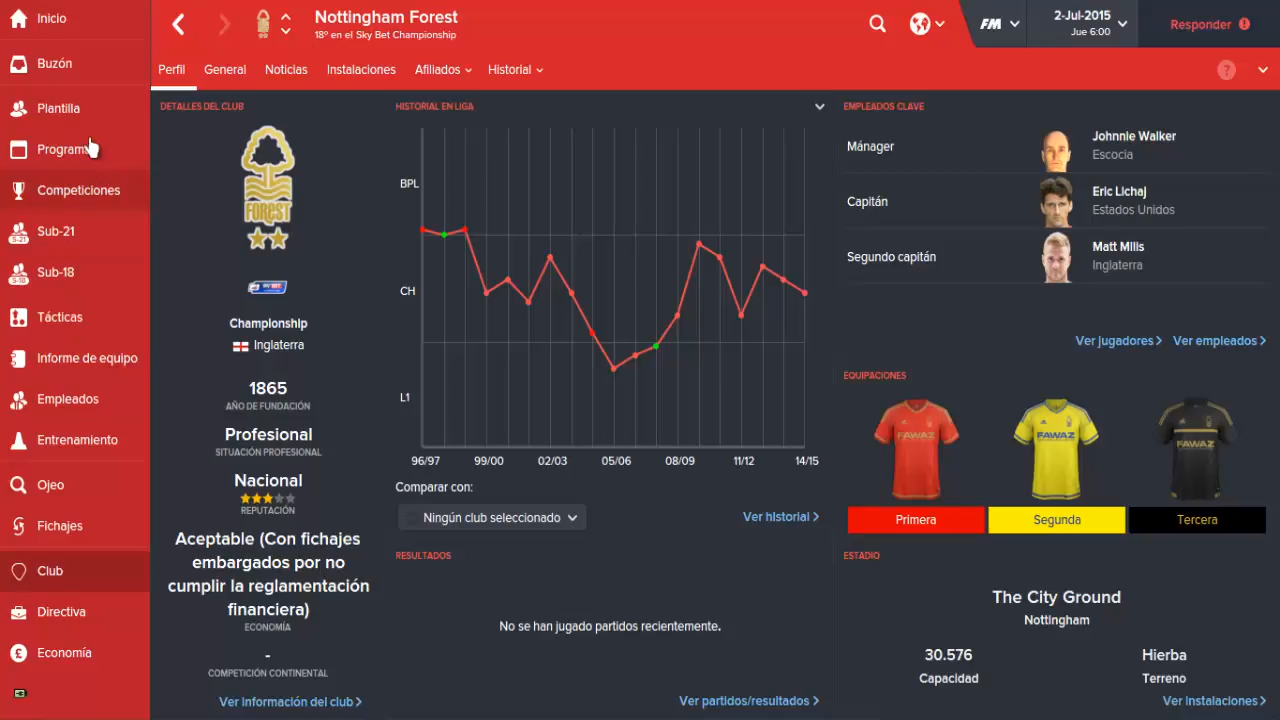 Inicio
Buzón
Plantilla
Competiciones
Sub-21
S-21
Sub-18
S-18
Tácticas
Informe de equipo
Empleados
Entrenamiento
Ojeo
Fichajes
Club
Directiva
Economía
Nottingham Forest
18º en el Sky Bet Championship
FM
2-Jul-2015
Jue 6:00
Responder
Perfil General Noticias Instalaciones Afiliados Historial
?
DETALLES DEL CLUB
FOREST
Championship
Inglaterra
1865
AÑO DE FUNDACIÓN
Profesional
SITUACIÓN PROFESIONAL
Nacional
REPUTACIÓN
Aceptable (Con fichajes
embargados por no
cumplir la reglamentación
financiera)
ECONOMÍA
-
COMPETICIÓN CONTINENTAL
Ver información del club
HISTORIAL EN LIGA
BPL
CH
L1
96/97 99/00 02/03 05/06 08/09 11/12 14/15
Comparar con:
Ningún club seleccionado
Ver historial
RESULTADOS
No se han jugado partidos recientemente.
Ver partidos/resultados
EMPLEADOS CLAVE
Mánager
Johnnie Walker
Escocia
Capitán
Eric Lichaj
Estados Unidos
Segundo capitán
Matt Mills
Inglaterra
Ver jugadores Ver empleados
EQUIPACIONES
FAWAZ FAWAZ FAWAZ
Primera Segunda Tercera
ESTADIO
The City Ground
Nottingham
30.576 Hierba
Capacidad Terreno
Ver instalaciones